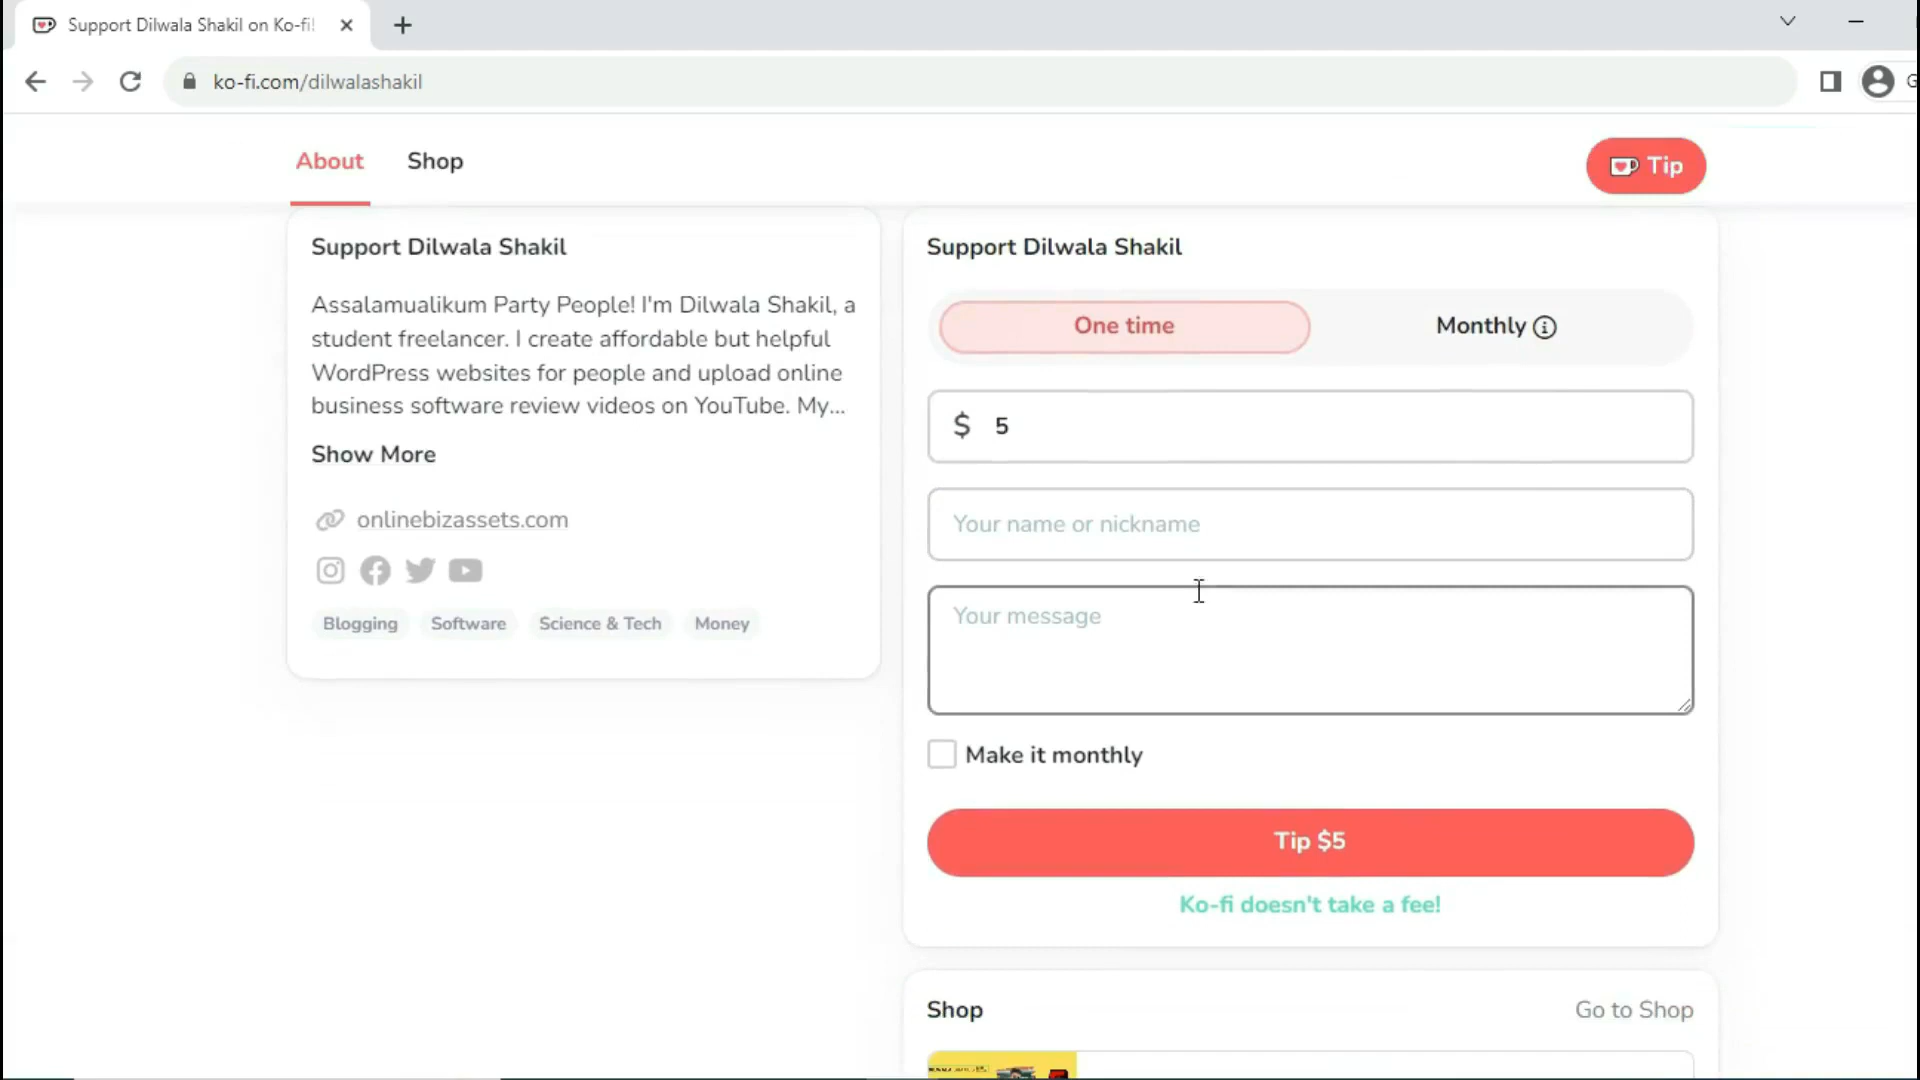 Support Dilwala Shakil on Ko-fi!
ko-fi.com/dilwalashakil
About
Shop
Tip
Support Dilwala Shakil
Assalamualikum Party People! I'm Dilwala Shakil, a
student freelancer. I create affordable but helpful
WordPress websites for people and upload online
business software review videos on YouTube. My...
Show More
onlinebizassets.com
Blogging Software Science & Tech Money
Support Dilwala Shakil
One time Monthly
$ 5
Your name or nickname
Your message
Make it monthly
Tip $5
Ko-fi doesn't take a fee!
Shop Go to Shop